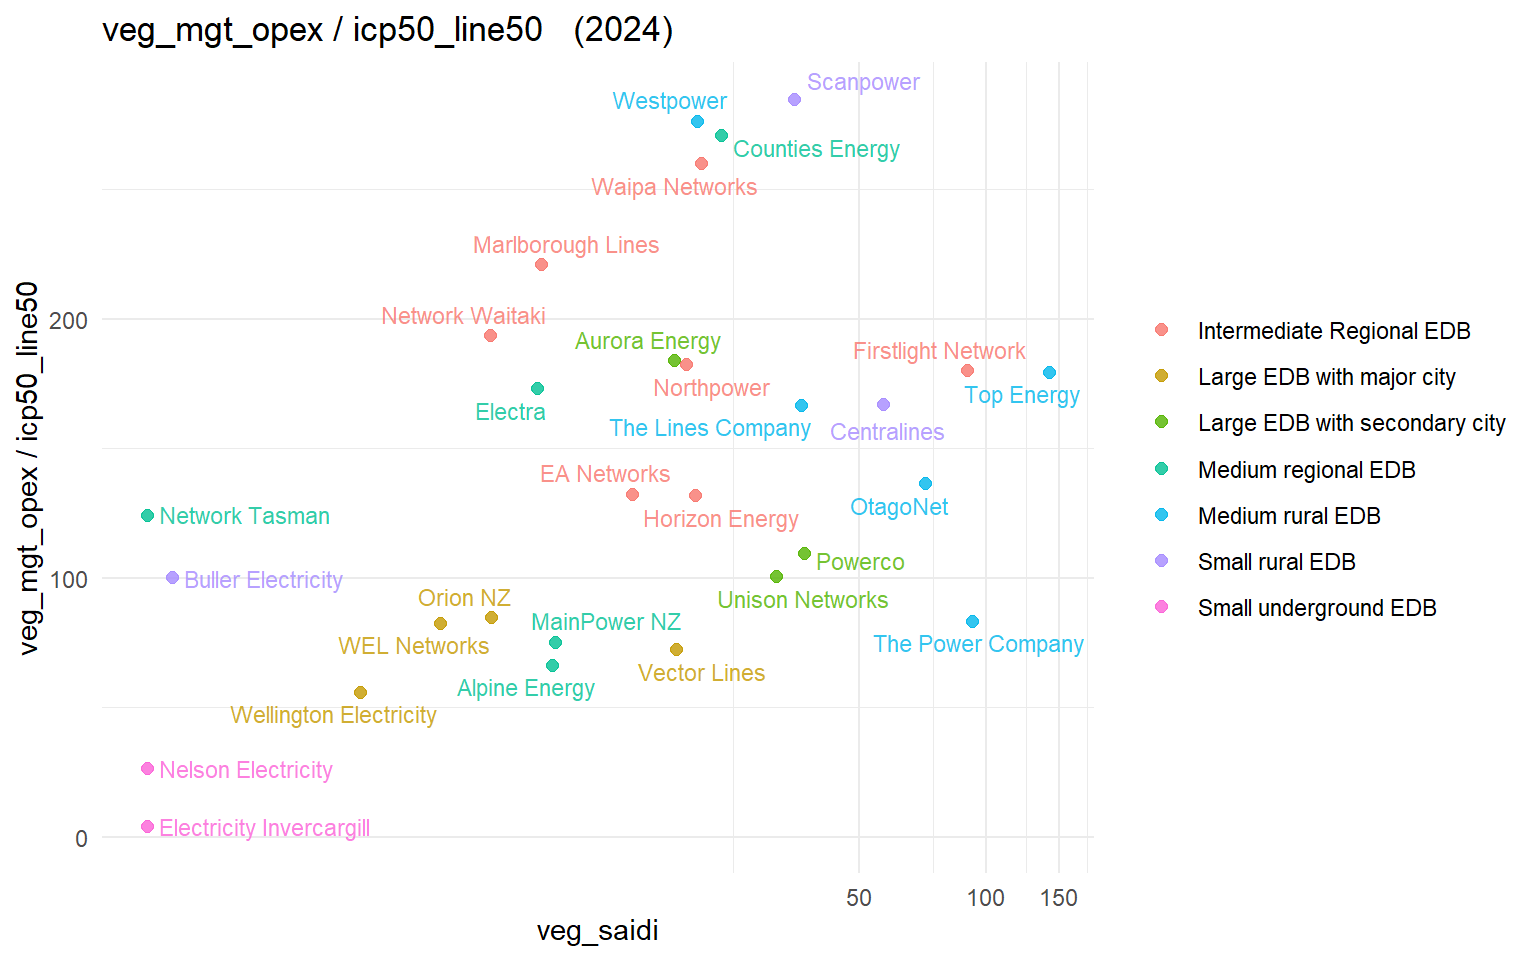 veg_mgt_opex / icp50_line50 (2024)
Scanpower
Westpower
Counties Energy
Waipa Networks
Marlborough Lines
Network Waitaki
Aurora Energy
Firstlight Network
Northpower
Top Energy
Electra
The Lines Company
Centralines
EA Networks
OtagoNet
Network Tasman
Horizon Energy
Powerco
Buller Electricity
Orion NZ
Unison Networks
MainPower NZ
WEL Networks
The Power Company
Vector Lines
Alpine Energy
Wellington Electricity
Nelson Electricity
Electricity Invercargill
200
100
0
50 100 150
veg_saidi
veg_mgt_opex / icp50_line50
Intermediate Regional EDB
Large EDB with major city
Large EDB with secondary city
Medium regional EDB
Medium rural EDB
Small rural EDB
Small underground EDB